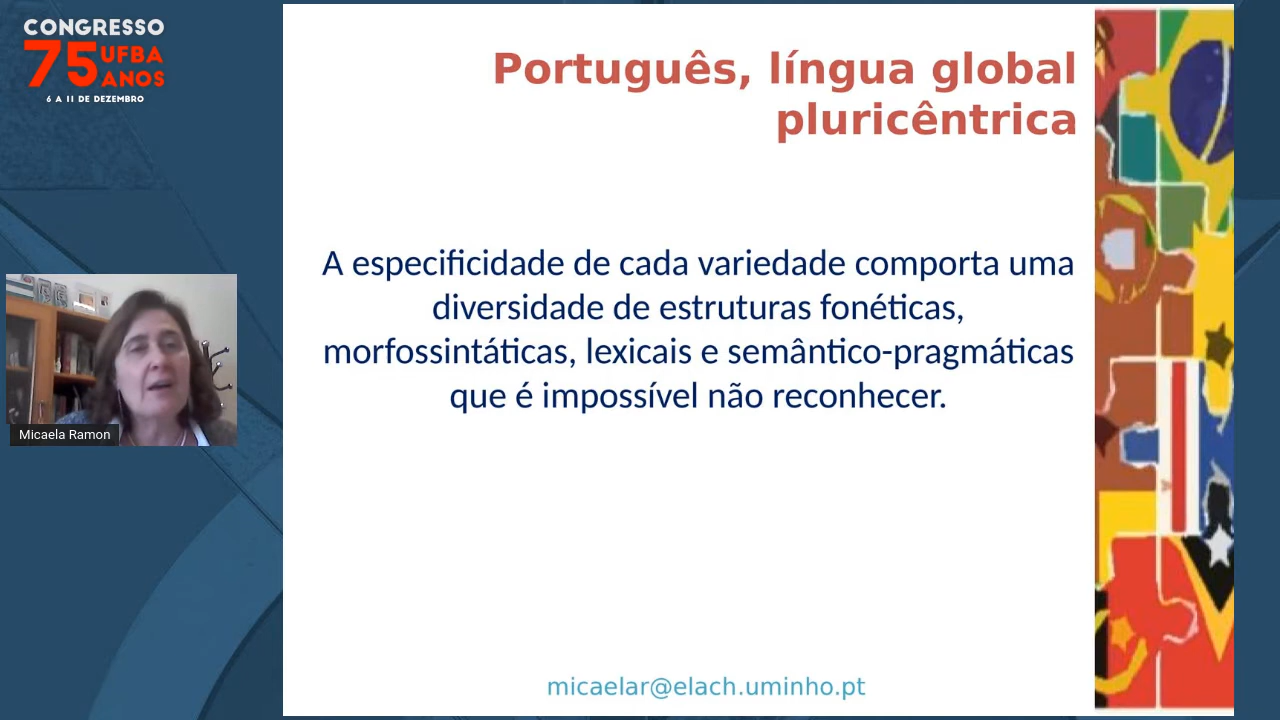 CONGRESSO
75 UFBA
ANOS
6 A 11 DE DEZEMBRO
Português, língua global
pluricêntrica
A especificidade de cada variedade comporta uma
diversidade de estruturas fonéticas,
morfossintáticas, lexicais e semântico-pragmáticas
que é impossível não reconhecer.
Micaela Ramon
micaelar@elach.uminho.pt